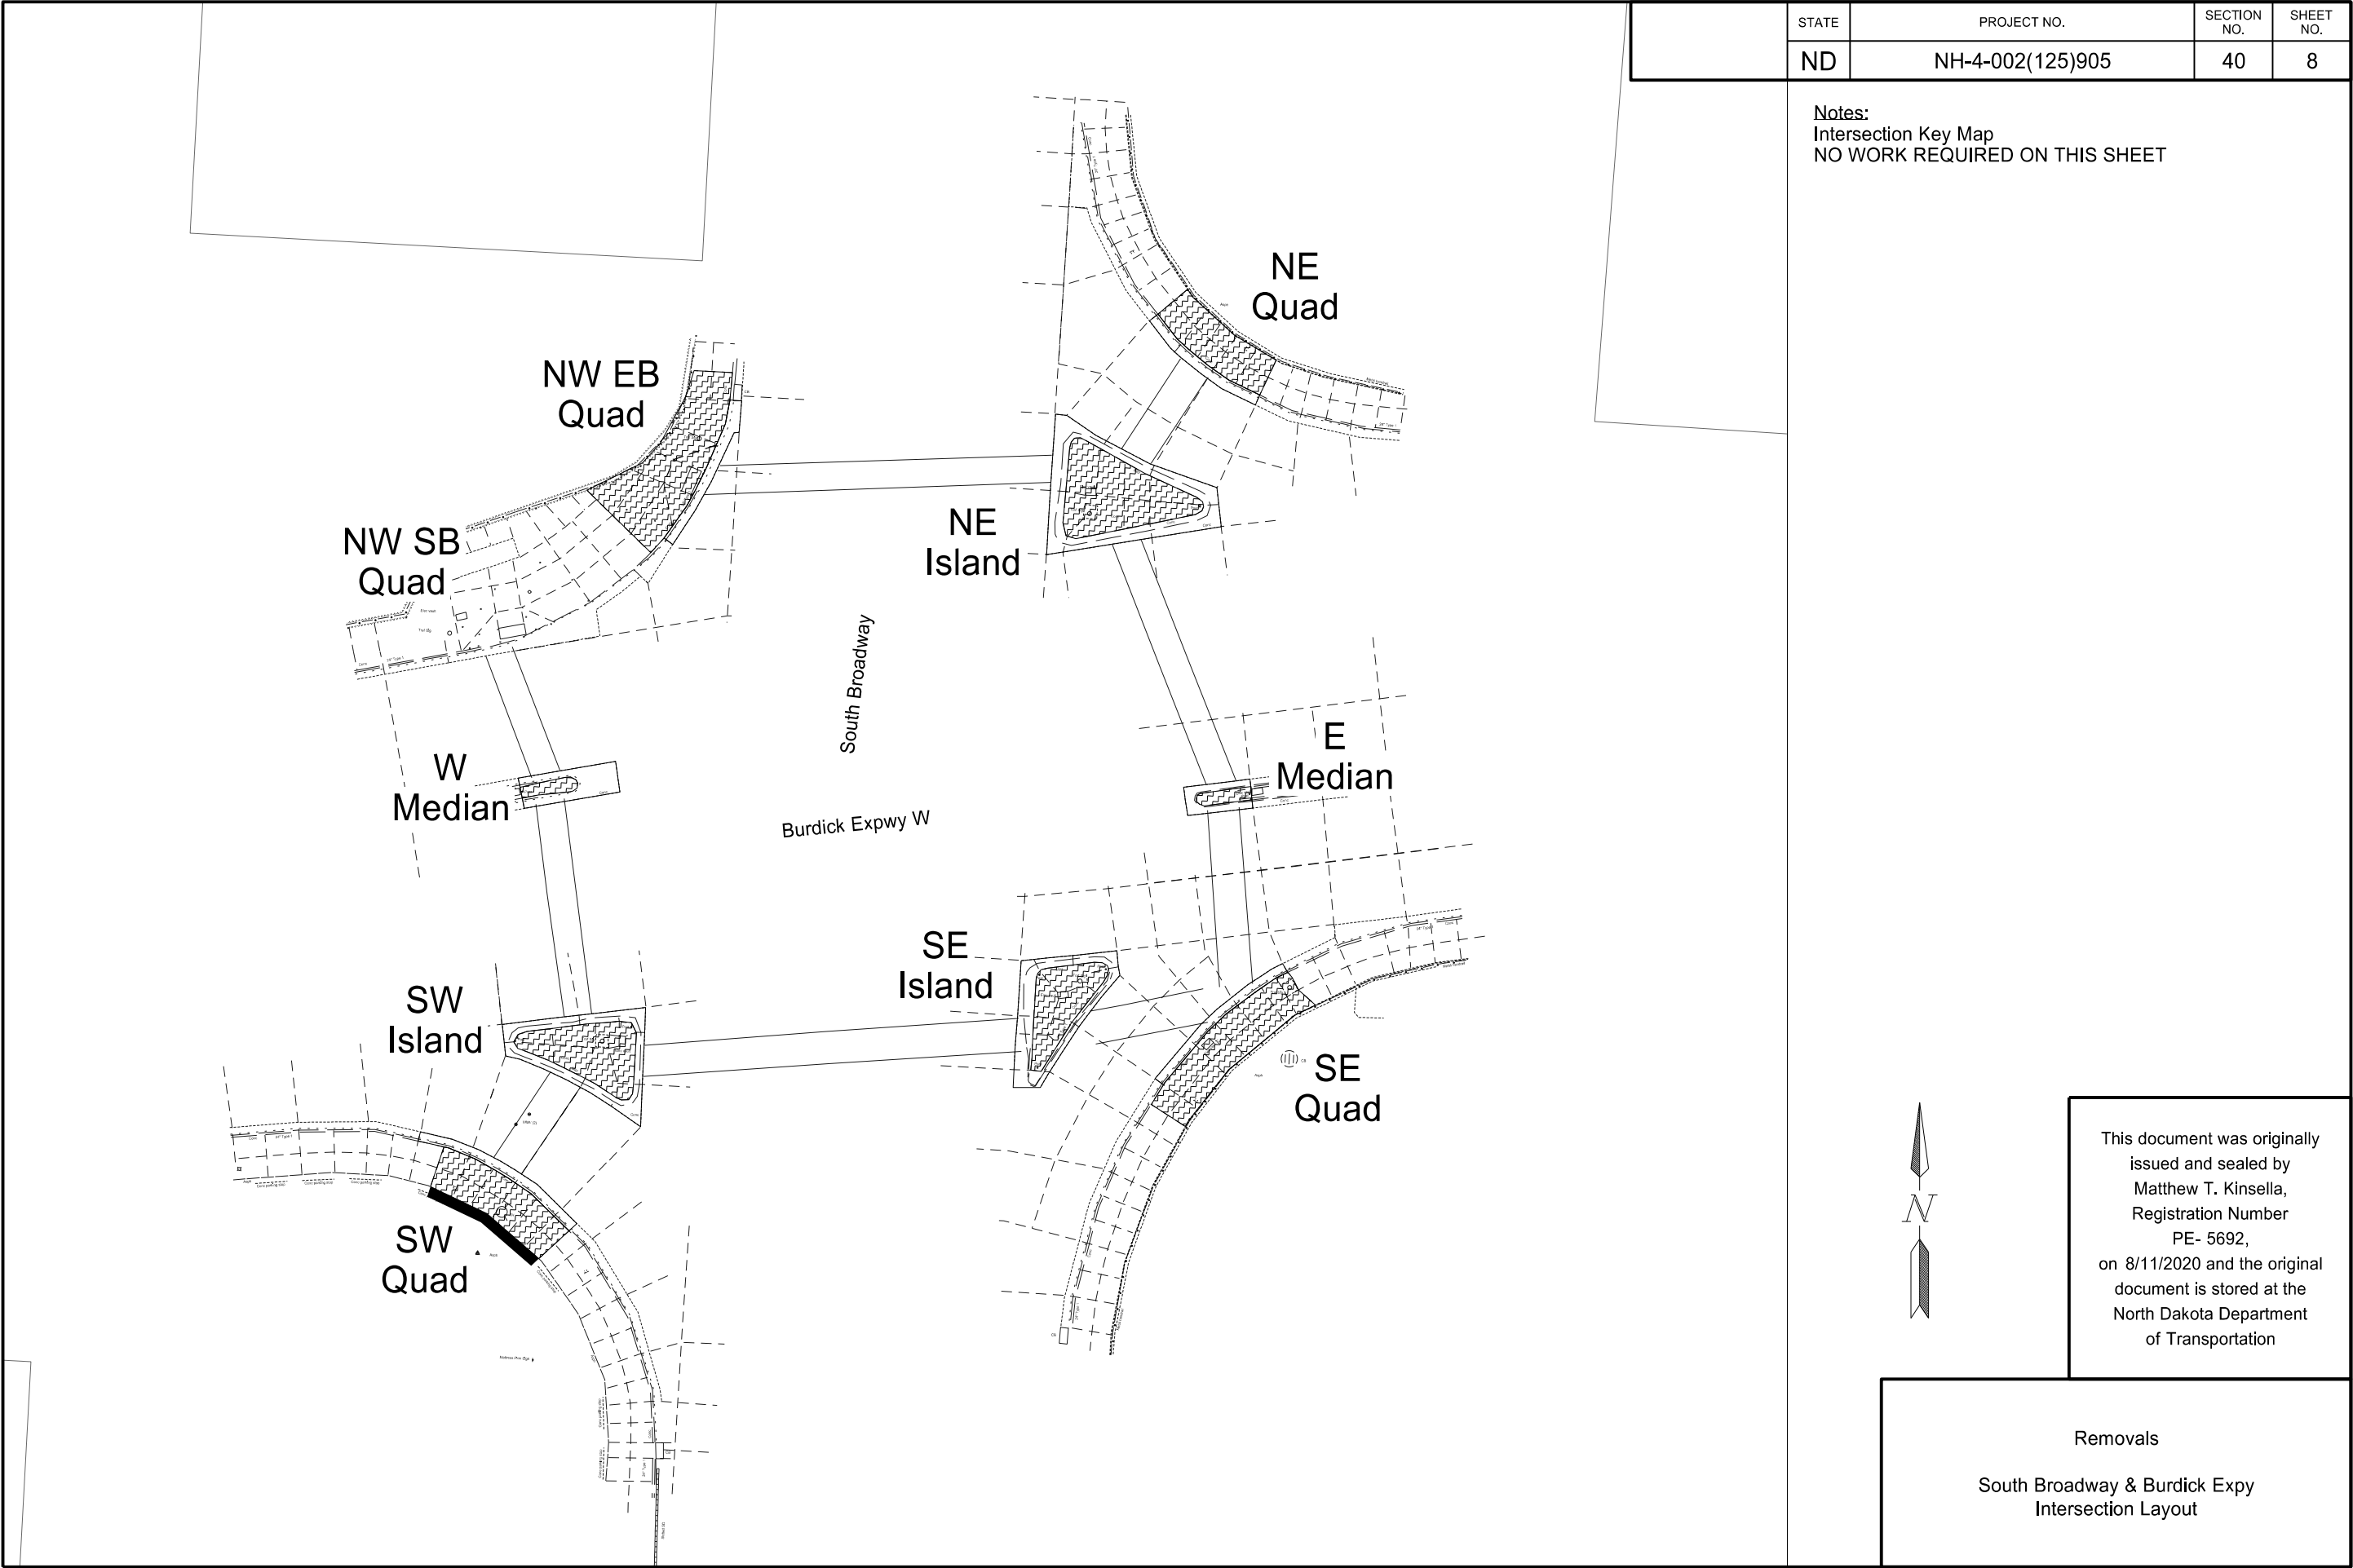 STATE
PROJECT NO.
SECTION NO.
SHEET NO.
ND
NH-4-002(125)905
40
8
Notes:
Intersection Key Map
NO WORK REQUIRED ON THIS SHEET
NE
Quad
NW EB
Quad
NW SB
Quad
NE
Island
South Broadway
W
Median
E
Median
Burdick Expwy W
SE
Island
SW
Island
SE
Quad
SW
Quad
N
This document was originally
issued and sealed by
Matthew T. Kinsella,
Registration Number
PE- 5692,
on 8/11/2020 and the original
document is stored at the
North Dakota Department
of Transportation
Removals
South Broadway & Burdick Expy
Intersection Layout